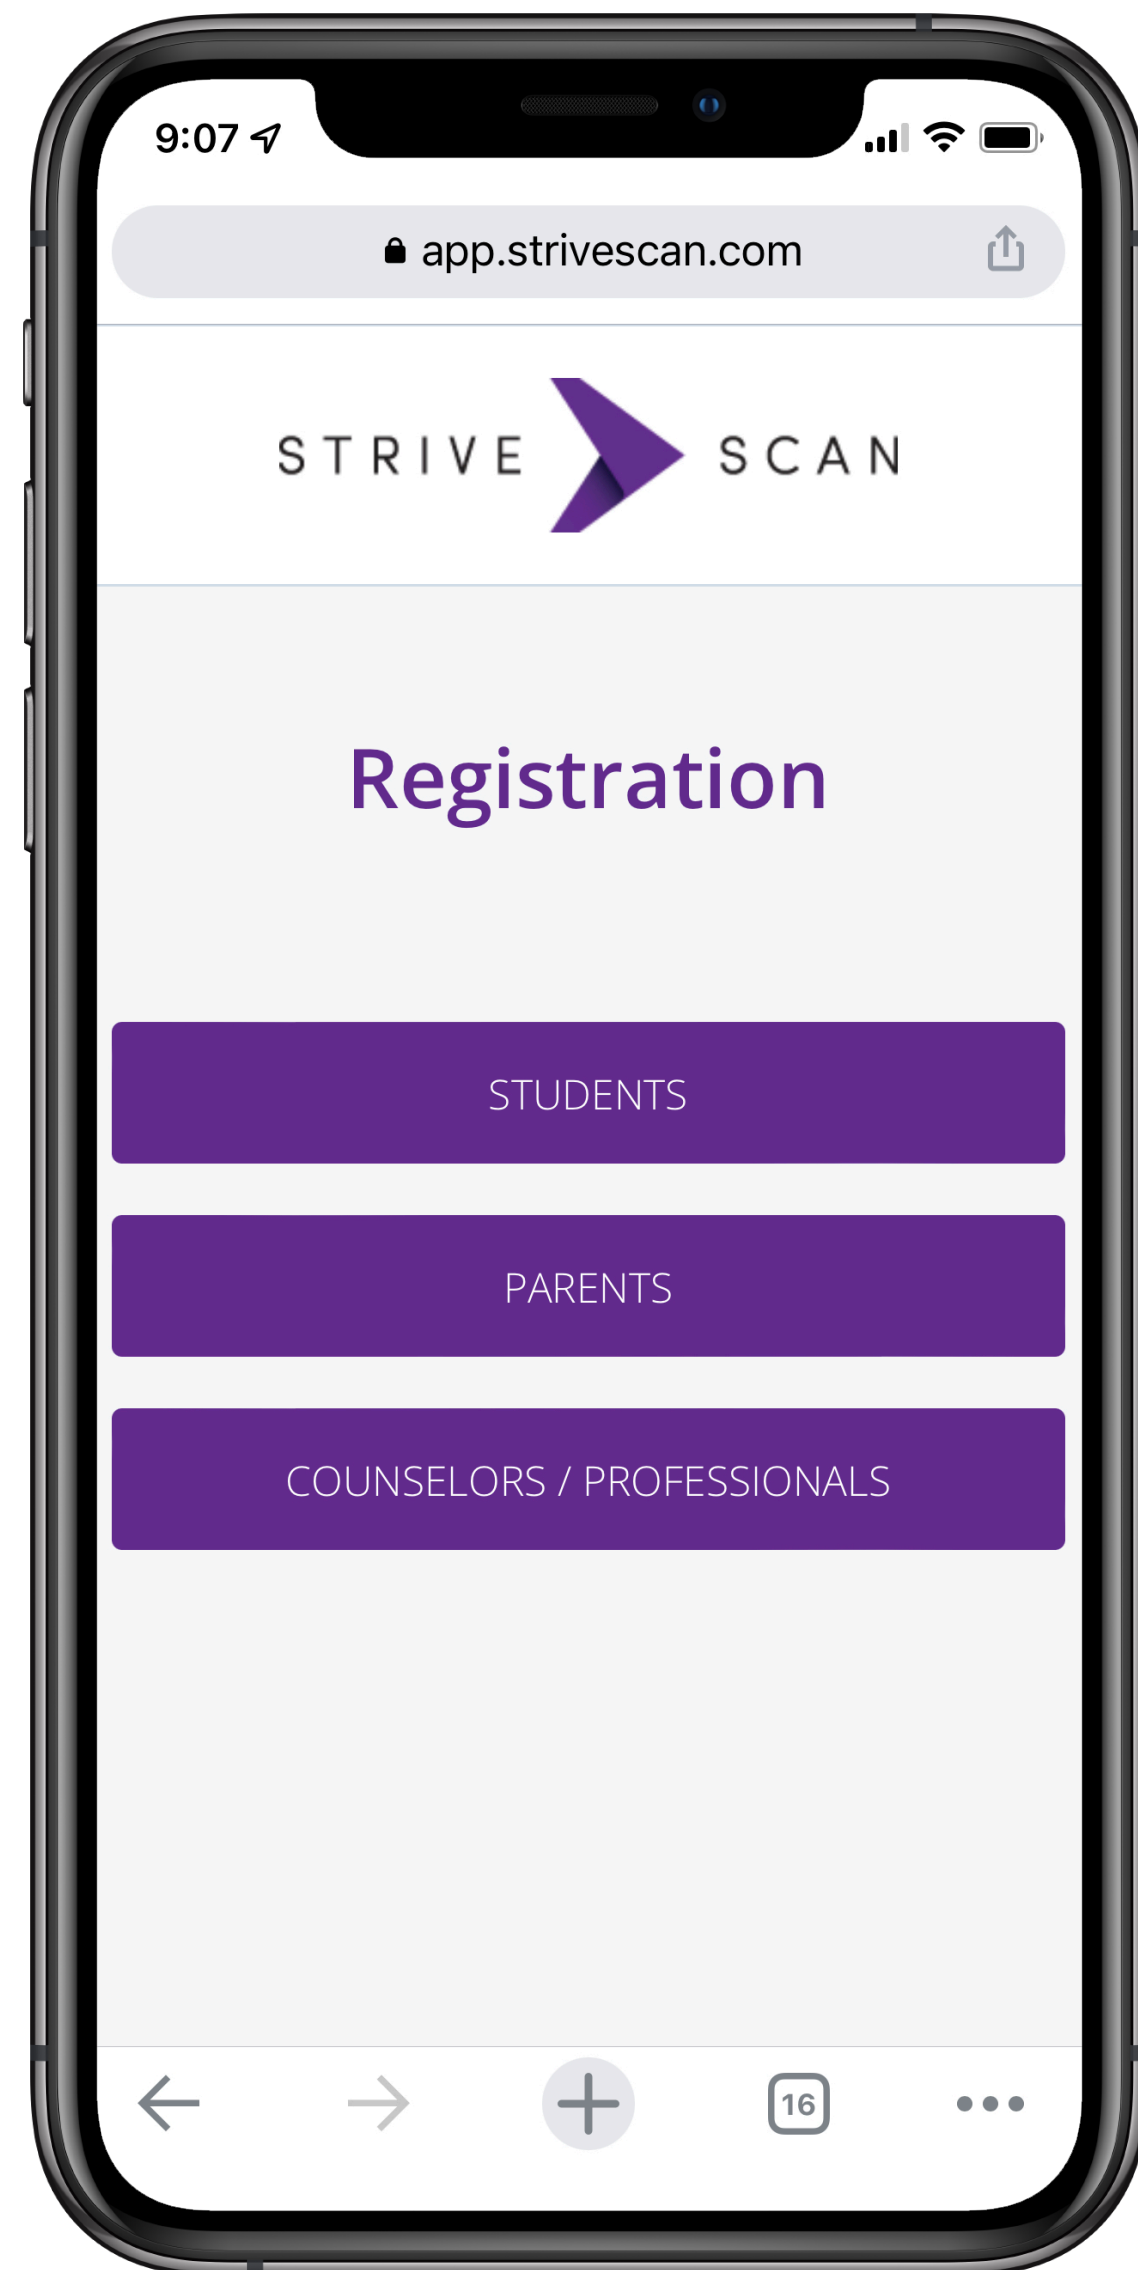 9:07
app.strivescan.com
STRIVE SCAN
Registration
STUDENTS
PARENTS
COUNSELORS / PROFESSIONALS
16